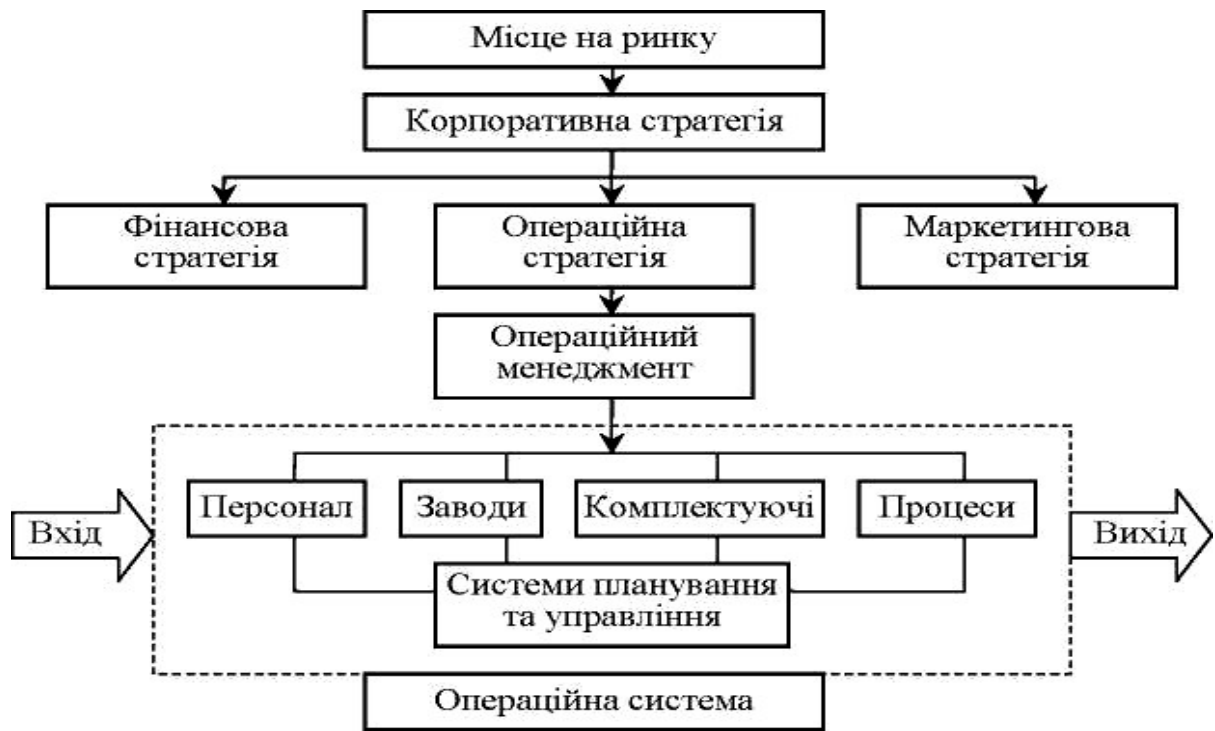 Місце на ринку
Корпоративна стратегія
Фінансова
стратегія
Операційна
стратегія
Маркетингова
стратегія
Операційний
менеджмент
Вхід
Персонал
Заводи
Комплектуючі
Процеси
Вихід
Системи планування
та управління
Операційна система